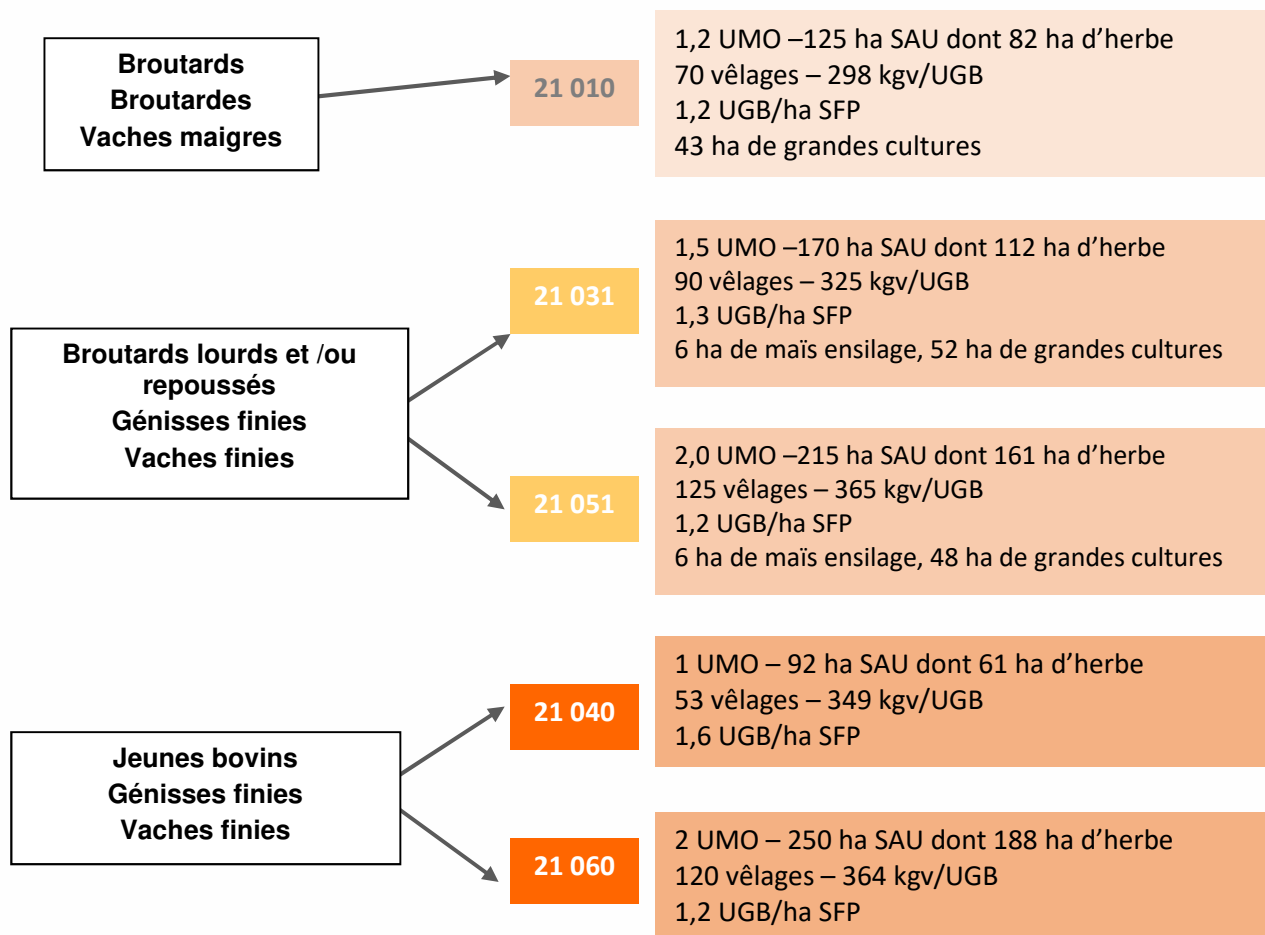 Broutards
Broutardes
Vaches maigres
21 010
1,2 UMO –125 ha SAU dont 82 ha d’herbe
70 vêlages – 298 kgv/UGB
1,2 UGB/ha SFP
43 ha de grandes cultures
Broutards lourds et /ou
repoussés
Génisses finies
Vaches finies
21 031
1,5 UMO –170 ha SAU dont 112 ha d’herbe
90 vêlages – 325 kgv/UGB
1,3 UGB/ha SFP
6 ha de maïs ensilage, 52 ha de grandes cultures
21 051
2,0 UMO –215 ha SAU dont 161 ha d’herbe
125 vêlages – 365 kgv/UGB
1,2 UGB/ha SFP
6 ha de maïs ensilage, 48 ha de grandes cultures
Jeunes bovins
Génisses finies
Vaches finies
21 040
1 UMO – 92 ha SAU dont 61 ha d’herbe
53 vêlages – 349 kgv/UGB
1,6 UGB/ha SFP
21 060
2 UMO – 250 ha SAU dont 188 ha d’herbe
120 vêlages – 364 kgv/UGB
1,2 UGB/ha SFP